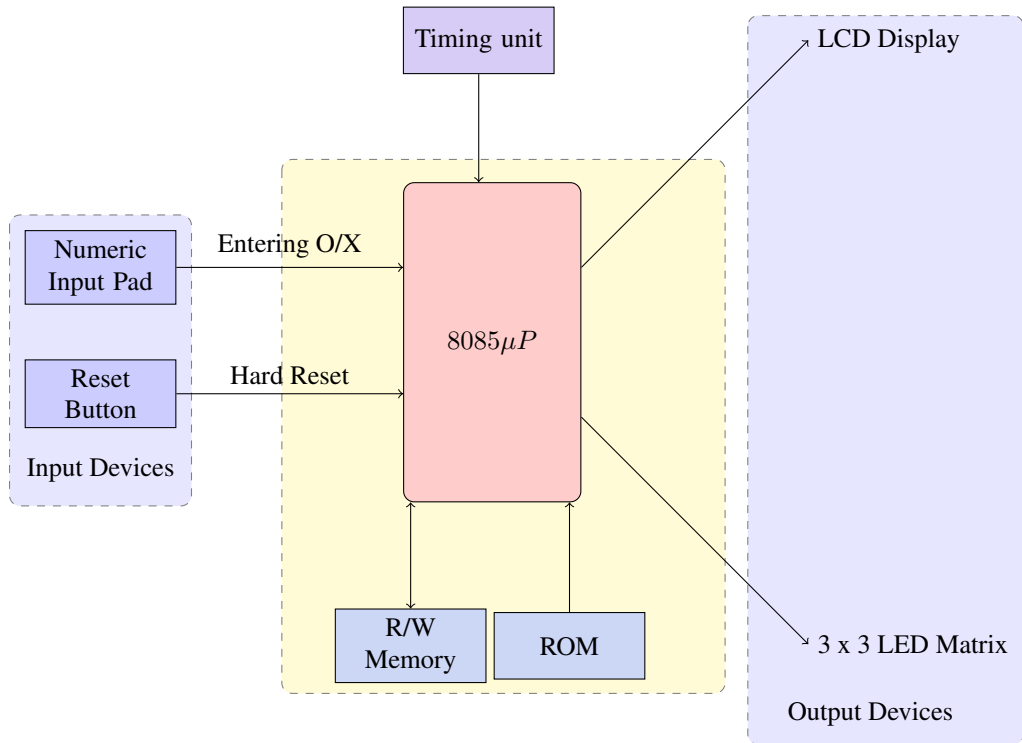 Timing unit
LCD Display
Numeric
Input Pad
Entering O/X
8085μP
Reset
Button
Hard Reset
Input Devices
R/W
Memory
ROM
3 x 3 LED Matrix
Output Devices